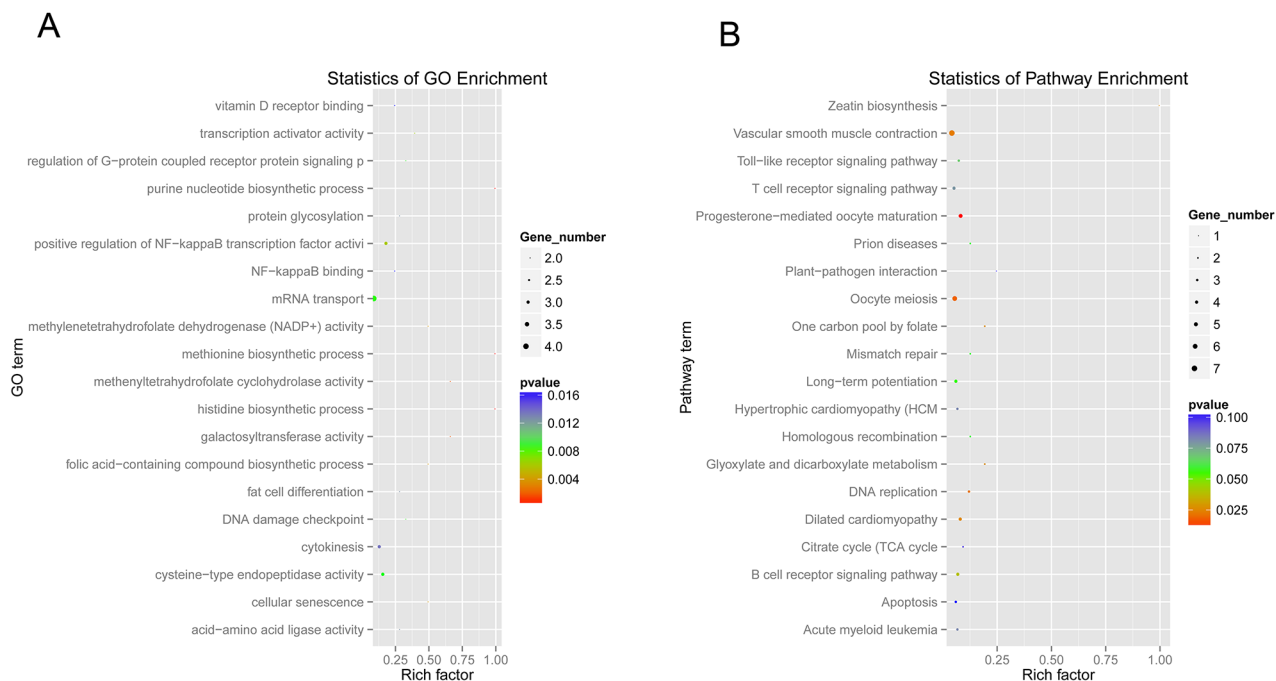 A
Statistics of GO Enrichment
GO term
vitamin D receptor binding
transcription activator activity
regulation of G−protein coupled receptor protein signaling p
purine nucleotide biosynthetic process
protein glycosylation
positive regulation of NF−kappaB transcription factor activi
NF−kappaB binding
mRNA transport
methylenetetrahydrofolate dehydrogenase (NADP+) activity
methionine biosynthetic process
methenyltetrahydrofolate cyclohydrolase activity
histidine biosynthetic process
galactosyltransferase activity
folic acid−containing compound biosynthetic process
fat cell differentiation
DNA damage checkpoint
cytokinesis
cysteine−type endopeptidase activity
cellular senescence
acid−amino acid ligase activity
0.25 0.50 0.75 1.00
Rich factor
Gene_number
2.0
2.5
3.0
3.5
4.0
pvalue
0.016
0.012
0.008
0.004
B
Statistics of Pathway Enrichment
Pathway term
Zeatin biosynthesis
Vascular smooth muscle contraction
Toll−like receptor signaling pathway
T cell receptor signaling pathway
Progesterone−mediated oocyte maturation
Prion diseases
Plant−pathogen interaction
Oocyte meiosis
One carbon pool by folate
Mismatch repair
Long−term potentiation
Hypertrophic cardiomyopathy (HCM
Homologous recombination
Glyoxylate and dicarboxylate metabolism
DNA replication
Dilated cardiomyopathy
Citrate cycle (TCA cycle
B cell receptor signaling pathway
Apoptosis
Acute myeloid leukemia
0.25 0.50 0.75 1.00
Rich factor
Gene_number
1
2
3
4
5
6
7
pvalue
0.100
0.075
0.050
0.025